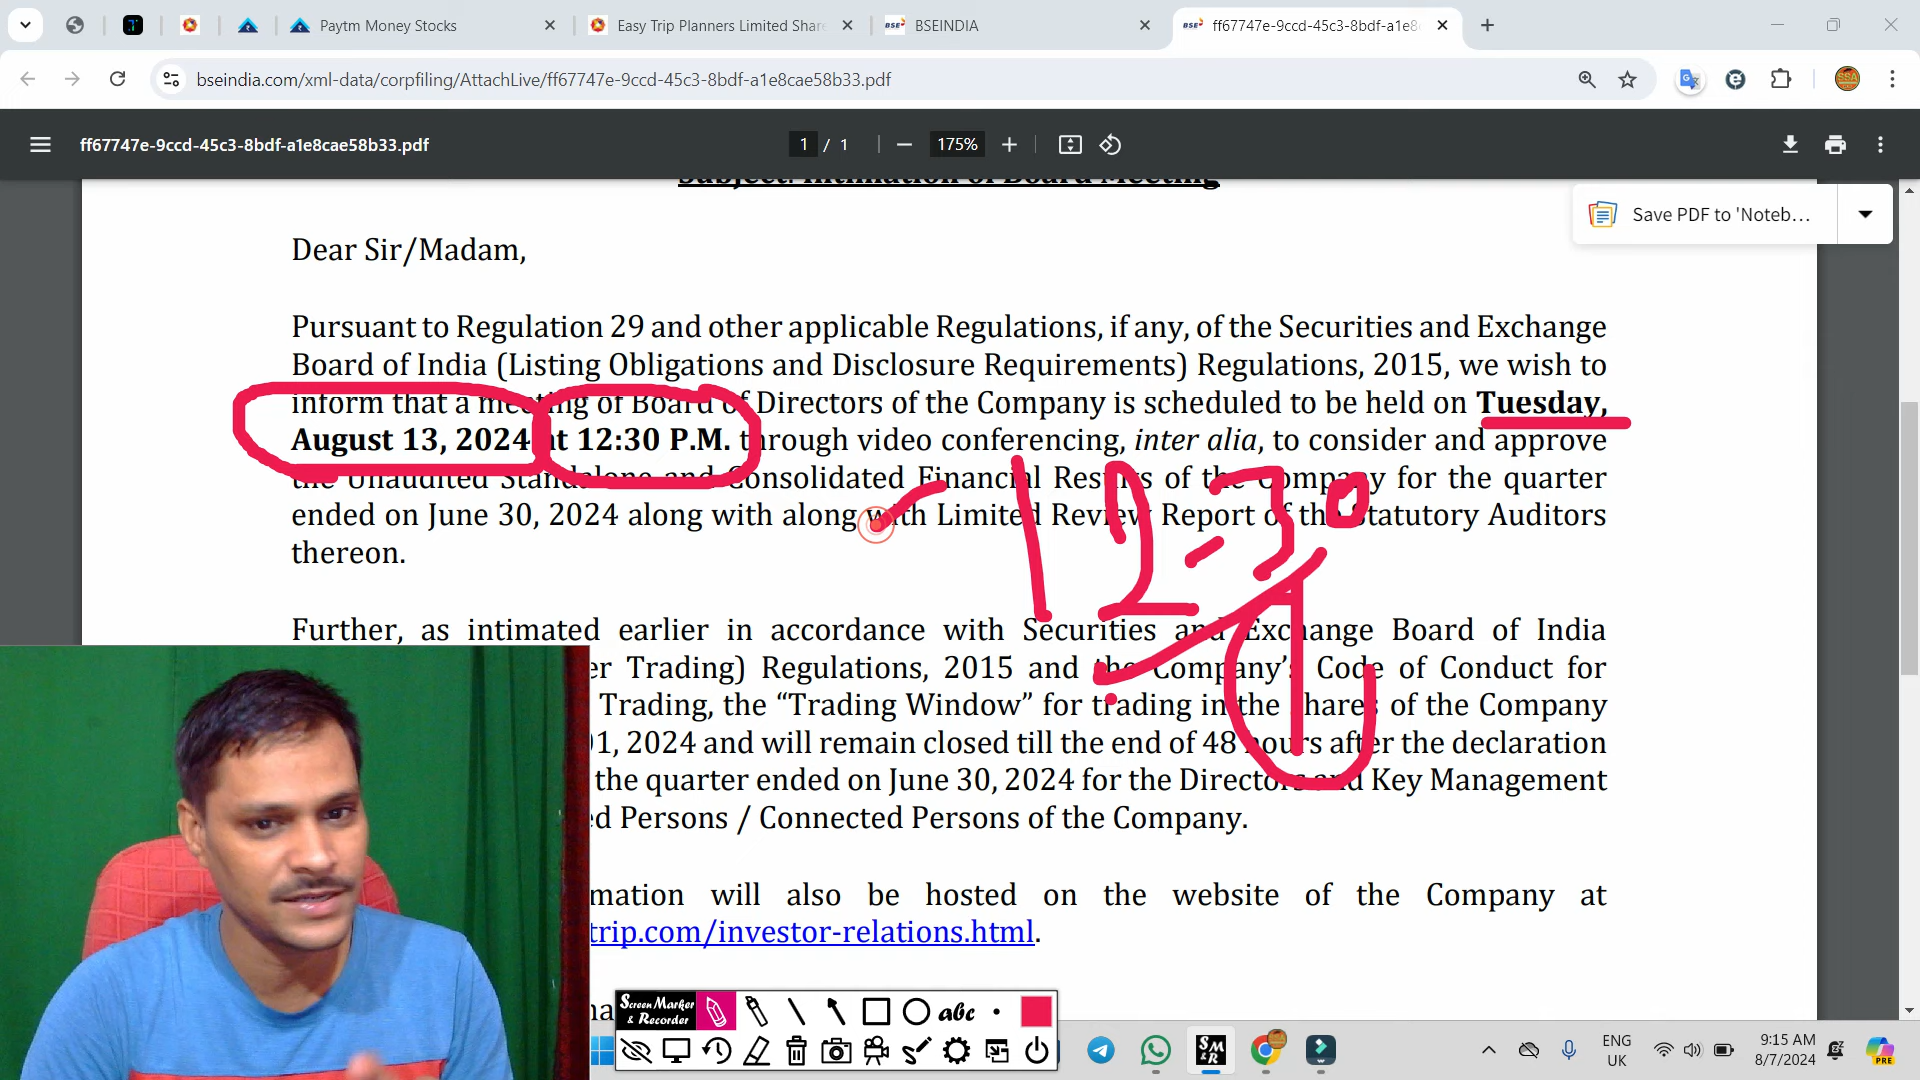 Paytm Money Stocks
Easy Trip Planners Limited Share
BSEINDIA
ff67747e-9ccd-45c3-8bdf-a1e8
bseindia.com/xml-data/corpfiling/AttachLive/ff67747e-9ccd-45c3-8bdf-a1e8cae58b33.pdf
ff67747e-9ccd-45c3-8bdf-a1e8cae58b33.pdf
1 / 1
175%
Subject: Intimation of Board Meeting
Save PDF to 'Noteb...
Dear Sir/Madam,
Pursuant to Regulation 29 and other applicable Regulations, if any, of the Securities and Exchange
Board of India (Listing Obligations and Disclosure Requirements) Regulations, 2015, we wish to
inform that a meeting of Board of Directors of the Company is scheduled to be held on Tuesday,
August 13, 2024 at 12:30 P.M. through video conferencing, inter alia, to consider and approve
the Unaudited Standalone and Consolidated Financial Results of the Company for the quarter
ended on June 30, 2024 along with along with Limited Review Report of the Statutory Auditors
thereon.
12-30
Further, as intimated earlier in accordance with Securities and Exchange Board of India
er Trading) Regulations, 2015 and the Company's Code of Conduct for
Trading, the "Trading Window" for trading in the shares of the Company
01, 2024 and will remain closed till the end of 48 hours after the declaration
the quarter ended on June 30, 2024 for the Directors and Key Management
ed Persons / Connected Persons of the Company.
mation will also be hosted on the website of the Company at
trip.com/investor-relations.html.
Screen Marker
& Recorder
abc
SM
&R
ENG
UK
9:15 AM
8/7/2024
PRE